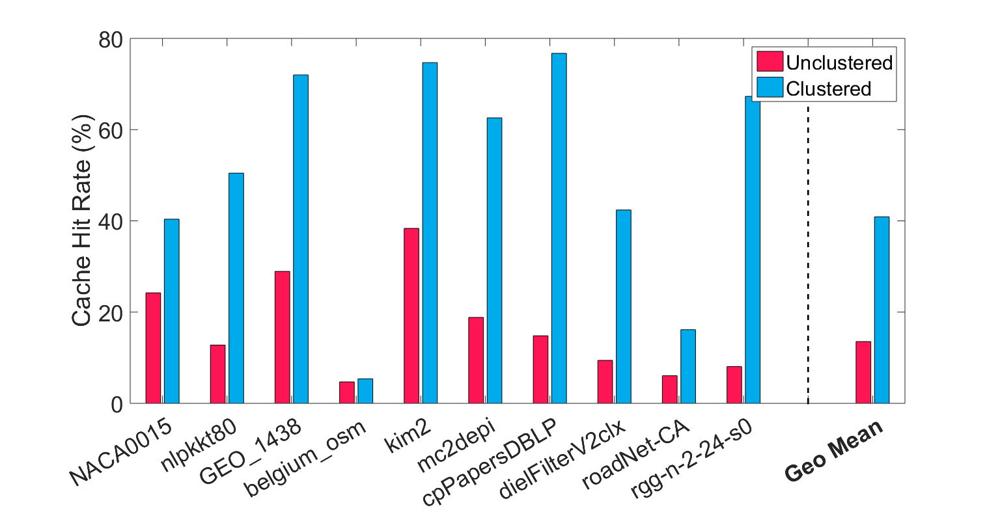 Cache Hit Rate (%)
80
60
40
20
0
Unclustered
Clustered
NACA0015
nlpkkt80
GEO_1438
belgium_osm
kim2
mc2depi
cpPapersDBLP
dielFilterV2clx
roadNet-CA
rgg-n-2-24-s0
Geo Mean